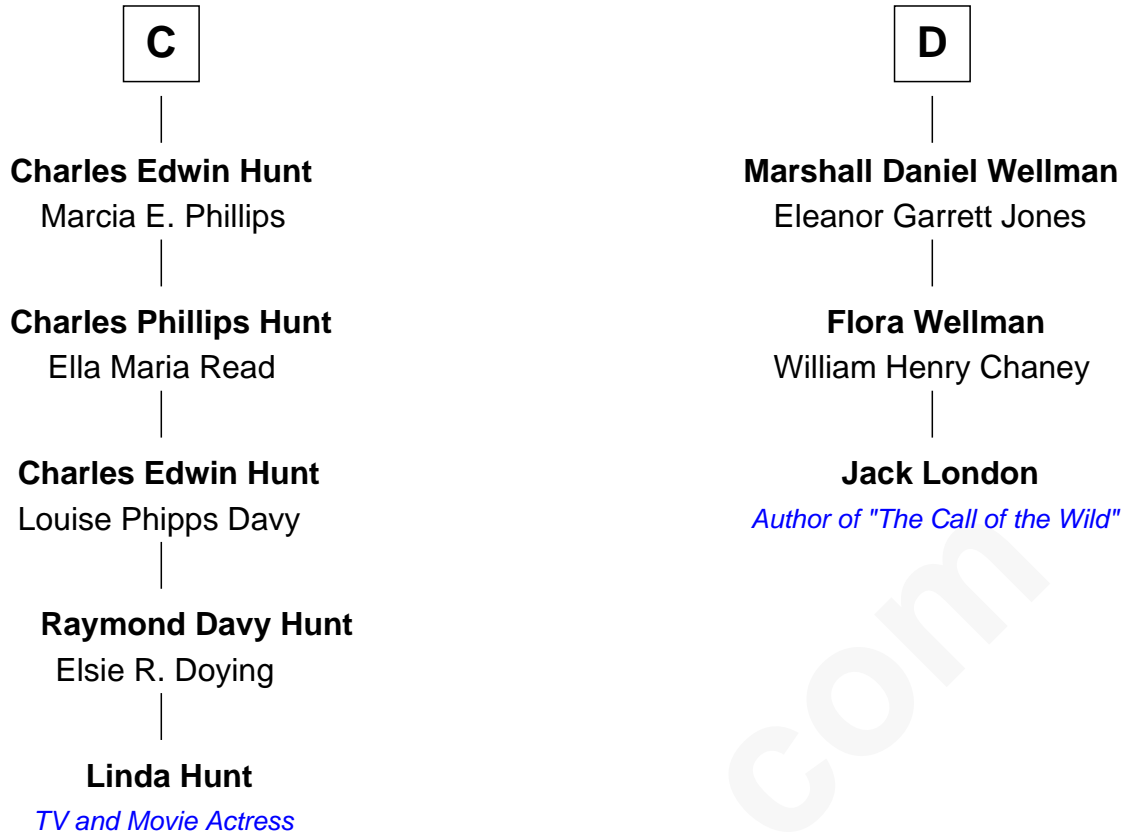 C
Charles Edwin Hunt
Marcia E. Phillips
Charles Phillips Hunt
Ella Maria Read
Charles Edwin Hunt
Louise Phipps Davy
Raymond Davy Hunt
Elsie R. Doying
Linda Hunt
TV and Movie Actress
D
Marshall Daniel Wellman
Eleanor Garrett Jones
Flora Wellman
William Henry Chaney
Jack London
Author of "The Call of the Wild"
com